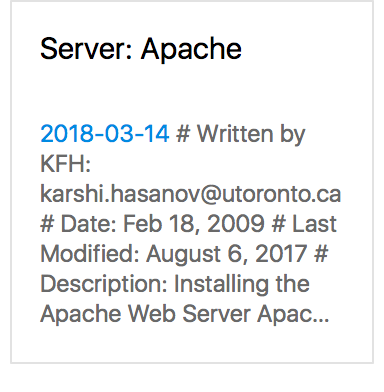 Server: Apache
2018-03-14 # Written by
KFH:
karshi.hasanov@utoronto.ca
# Date: Feb 18, 2009 # Last
Modified: August 6, 2017 #
Description: Installing the
Apache Web Server Apac...